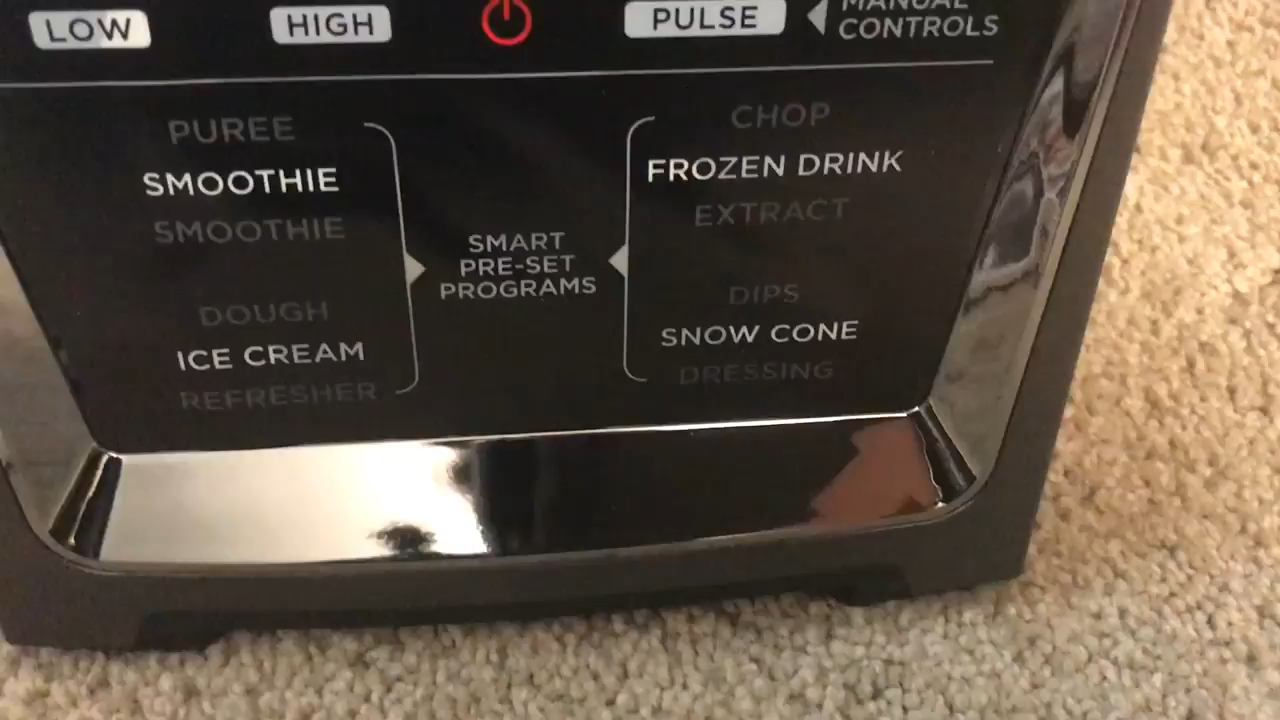 LOW HIGH PULSE MANUAL
CONTROLS
PUREE
SMOOTHIE
SMOOTHIE
DOUGH
ICE CREAM
REFRESHER
SMART
PRE-SET
PROGRAMS
CHOP
FROZEN DRINK
EXTRACT
DIPS
SNOW CONE
DRESSING